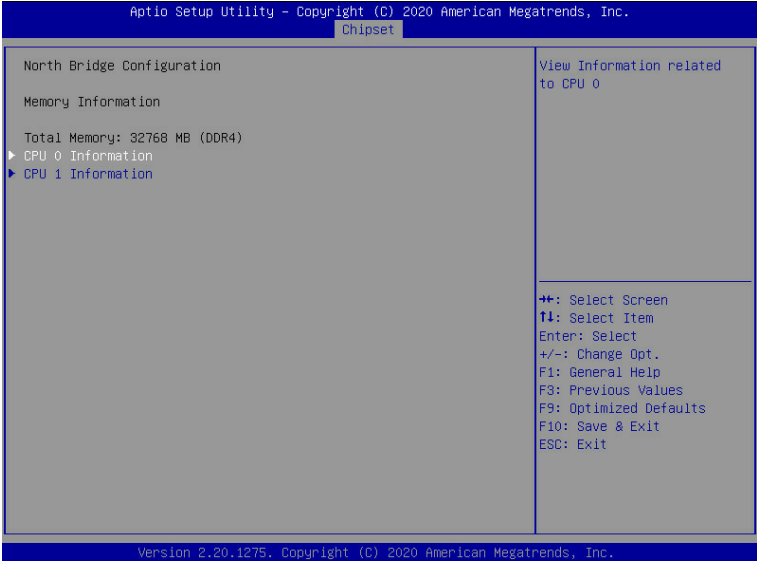 Aptio Setup Utility – Copyright (C) 2020 American Megatrends, Inc.
Chipset
North Bridge Configuration
Memory Information
Total Memory: 32768 MB (DDR4)
CPU 0 Information
CPU 1 Information
View Information related
to CPU 0
→←: Select Screen
↑↓: Select Item
Enter: Select
+/-: Change Opt.
F1: General Help
F3: Previous Values
F9: Optimized Defaults
F10: Save & Exit
ESC: Exit
Version 2.20.1275. Copyright (C) 2020 American Megatrends, Inc.